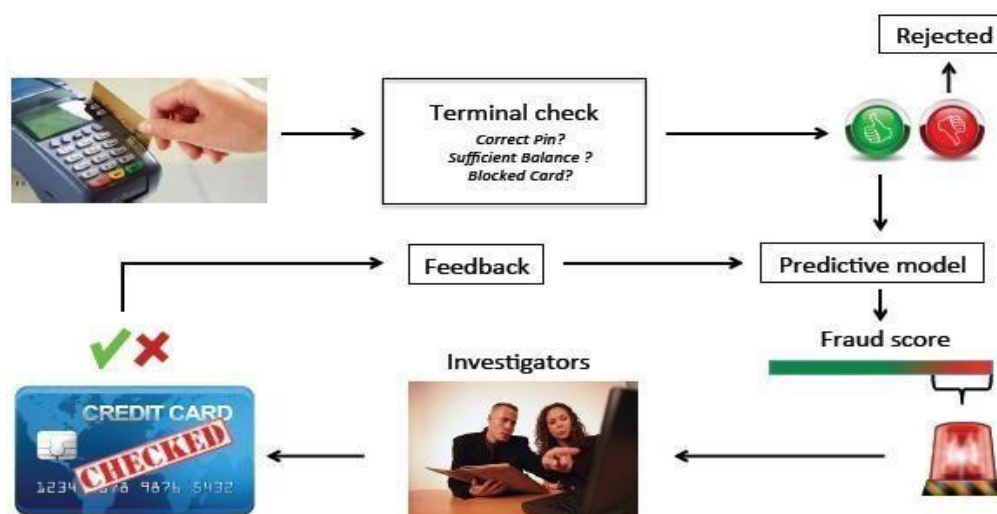 Rejected
Terminal check
Correct Pin?
Sufficient Balance ?
Blocked Card?
Feedback
Predictive model
Fraud score
Investigators
CREDIT CARD
CHECKED
9876 5432